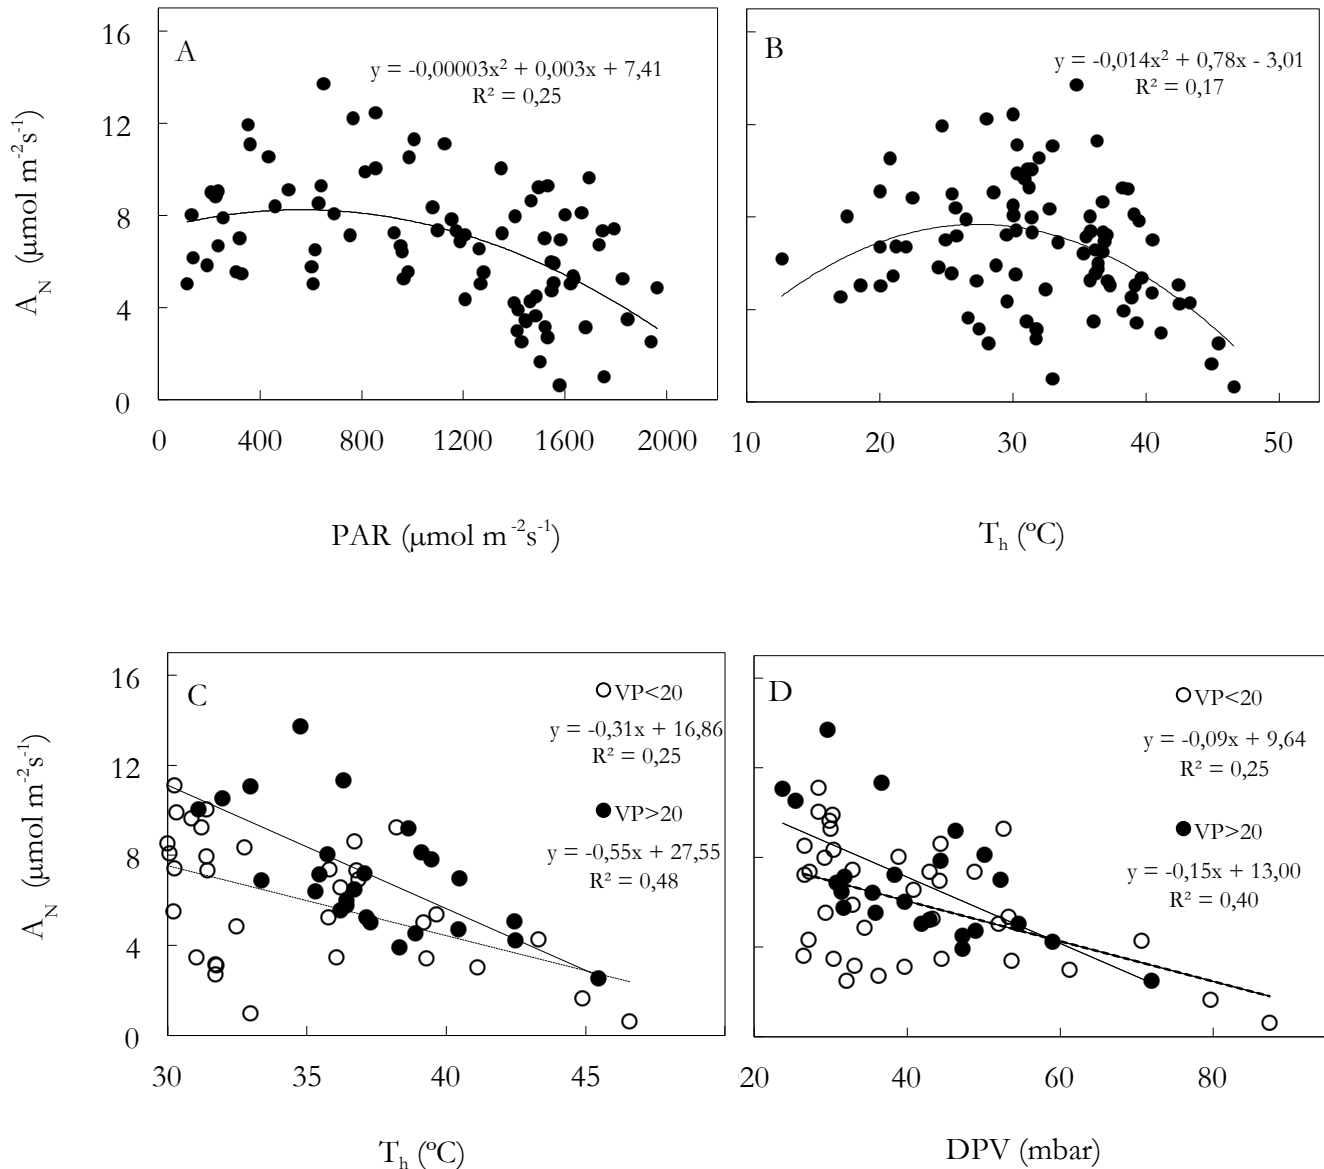 A
y = -0,00003x² + 0,003x + 7,41
R² = 0,25
16
12
8
4
0
A_N (µmol m⁻²s⁻¹)
0 400 800 1200 1600 2000
PAR (µmol m⁻²s⁻¹)
B
y = -0,014x² + 0,78x - 3,01
R² = 0,17
10 20 30 40 50
T_h (ºC)
C
VP<20
y = -0,31x + 16,86
R² = 0,25
VP>20
y = -0,55x + 27,55
R² = 0,48
16
12
8
4
0
A_N (µmol m⁻²s⁻¹)
30 35 40 45
T_h (ºC)
D
VP<20
y = -0,09x + 9,64
R² = 0,25
VP>20
y = -0,15x + 13,00
R² = 0,40
20 40 60 80
DPV (mbar)